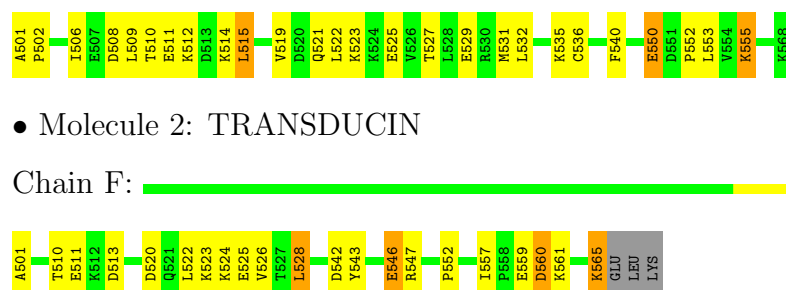 A501 P502 I506 E507 D508 L509 T510 E511 K512 D513 K514 L515 V519 D520 Q521 L522 K523 K524 E525 V526 T527 L528 E529 R530 M531 L532 K535 C536 F540 E550 D551 P552 L553 V554 K555 K568
• Molecule 2: TRANSDUCIN
Chain F:
A501 T510 E511 K512 D513 D520 Q521 L522 K523 K524 E525 V526 T527 L528 D542 Y543 E546 R547 P552 I557 P558 E559 D560 K561 K565 GLU LEU LYS